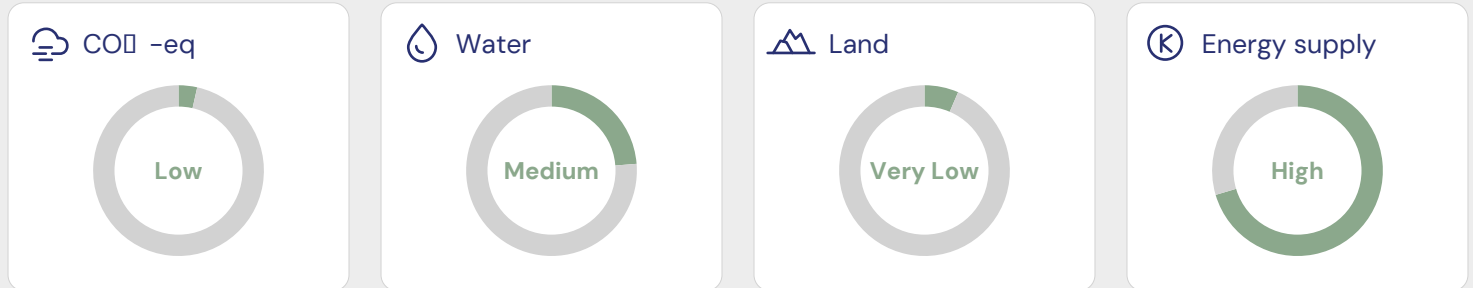 CO▯ -eq
Water
Land
Energy supply
Low
Medium
Very Low
High